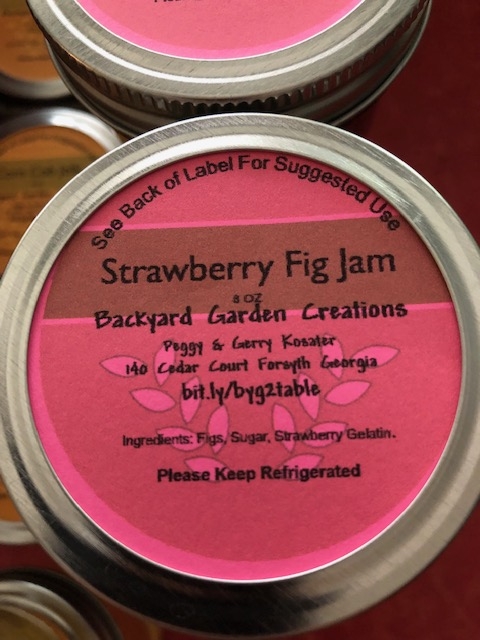 See Back of Label For Suggested Use
Strawberry Fig Jam
8 OZ
Backyard Garden Creations
Peggy & Gerry Kosater
140 Cedar Court Forsyth Georgia
bit.ly/byg2table
Ingredients: Figs, Sugar, Strawberry Gelatin.
Please Keep Refrigerated